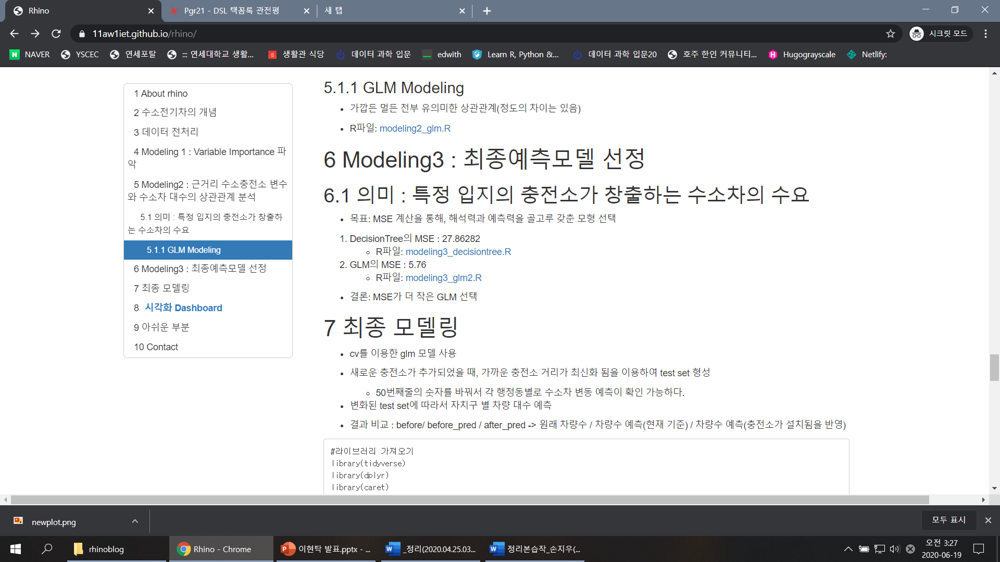 Rhino
Pgr21 - DSL 택꼼록 관전평
새 탭
11aw1iet.github.io/rhino/
시크릿 모드
NAVER
YSCEC
연세포탈
::: 연세대학교 생활...
생활관 식당
데이터 과학 입문
edwith
Learn R, Python &...
데이터 과학 입문20
호주 한인 커뮤니티...
Hugograyscale
Netlify:
1 About rhino
2 수소전기차의 개념
3 데이터 전처리
4 Modeling 1 : Variable Importance 파
악
5 Modeling2 : 근거리 수소충전소 변수
와 수소차 대수의 상관관계 분석
5.1 의미 : 특정 입지의 충전소가 창출하
는 수소차의 수요
5.1.1 GLM Modeling
6 Modeling3 : 최종예측모델 선정
7 최종 모델링
8 시각화 Dashboard
9 아쉬운 부분
10 Contact
5.1.1 GLM Modeling
• 가깝든 멀든 전부 유의미한 상관관계(정도의 차이는 있음)
• R파일: modeling2_glm.R
6 Modeling3 : 최종예측모델 선정
6.1 의미 : 특정 입지의 충전소가 창출하는 수소차의 수요
• 목표: MSE 계산을 통해, 해석력과 예측력을 골고루 갖춘 모형 선택
1. DecisionTree의 MSE : 27.86282
◦ R파일: modeling3_decisiontree.R
2. GLM의 MSE : 5.76
◦ R파일: modeling3_glm2.R
• 결론: MSE가 더 작은 GLM 선택
7 최종 모델링
• cv를 이용한 glm 모델 사용
• 새로운 충전소가 추가되었을 때, 가까운 충전소 거리가 최신화 됨을 이용하여 test set 형성
◦ 50번째줄의 숫자를 바꿔서 각 행정동별로 수소차 변동 예측이 확인 가능하다.
• 변화된 test set에 따라서 자치구 별 차량 대수 예측
• 결과 비교 : before/ before_pred / after_pred -> 원래 차량수 / 차량수 예측(현재 기준) / 차량수 예측(충전소가 설치됨을 반영)
#라이브러리 가져오기
library(tidyverse)
library(dplyr)
library(caret)
newplot.png
모두 표시
rhinoblog
Rhino - Chrome
이현탁 발표.pptx - ...
_정리(2020.04.25.03...
정리본습작_손지우(...
오전 3:27
2020-06-19